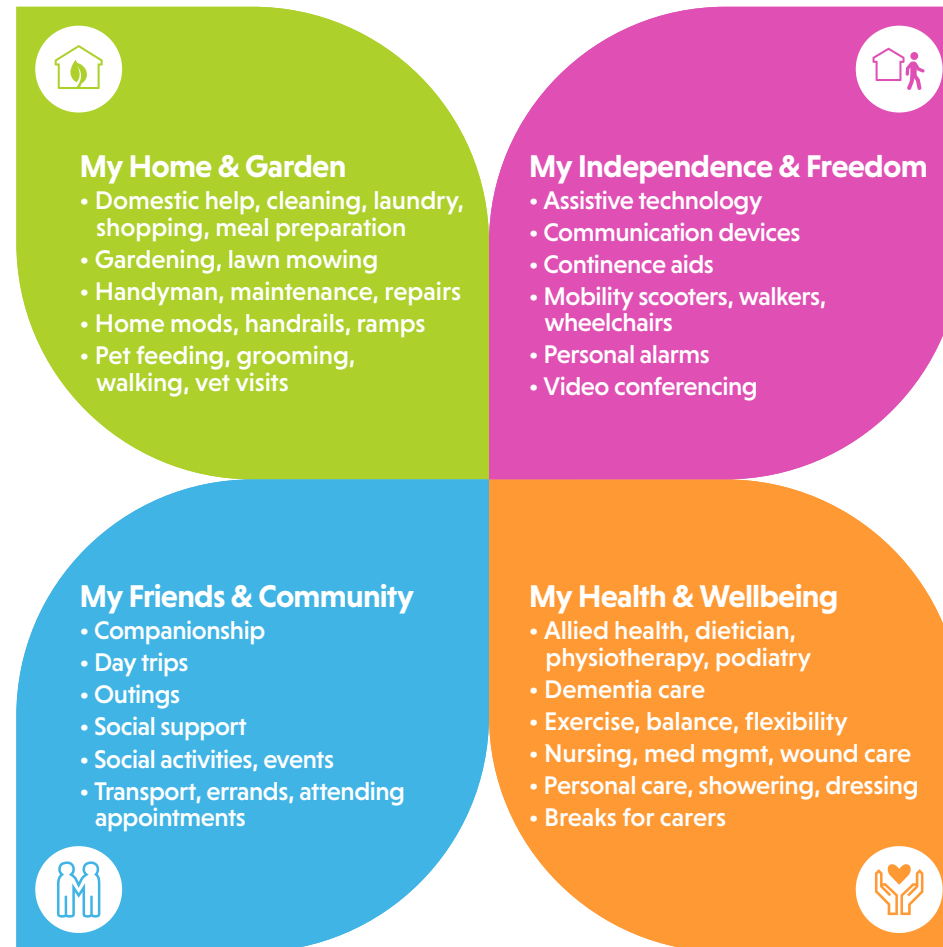 My Home & Garden
• Domestic help, cleaning, laundry,
shopping, meal preparation
• Gardening, lawn mowing
• Handyman, maintenance, repairs
• Home mods, handrails, ramps
• Pet feeding, grooming,
walking, vet visits
My Independence & Freedom
• Assistive technology
• Communication devices
• Continence aids
• Mobility scooters, walkers,
wheelchairs
• Personal alarms
• Video conferencing
My Friends & Community
• Companionship
• Day trips
• Outings
• Social support
• Social activities, events
• Transport, errands, attending
appointments
My Health & Wellbeing
• Allied health, dietician,
physiotherapy, podiatry
• Dementia care
• Exercise, balance, flexibility
• Nursing, med mgmt, wound care
• Personal care, showering, dressing
• Breaks for carers